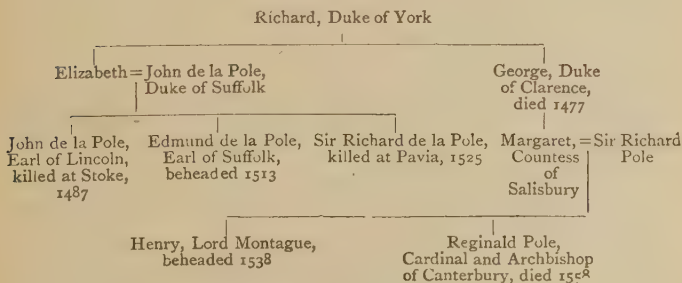 Richard, Duke of York
Elizabeth = John de la Pole,
Duke of Suffolk
George, Duke
of Clarence,
died 1477
John de la Pole,
Earl of Lincoln,
killed at Stoke,
1487
Edmund de la Pole,
Earl of Suffolk,
beheaded 1513
Sir Richard de la Pole,
killed at Pavia, 1525
Margaret, = Sir Richard
Countess Pole
of
Salisbury
Henry, Lord Montague,
beheaded 1538
Reginald Pole,
Cardinal and Archbishop
of Canterbury, died 1558